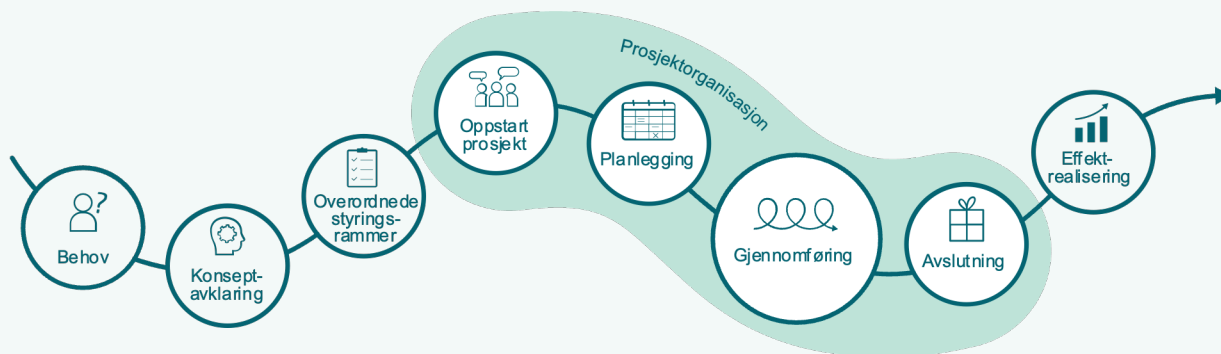 Behov
Konsept-
avklaring
Overordnede
styrings-
rammer
Oppstart
prosjekt
Prosjektorganisasjon
Planlegging
Gjennomføring
Avslutning
Effekt-
realisering